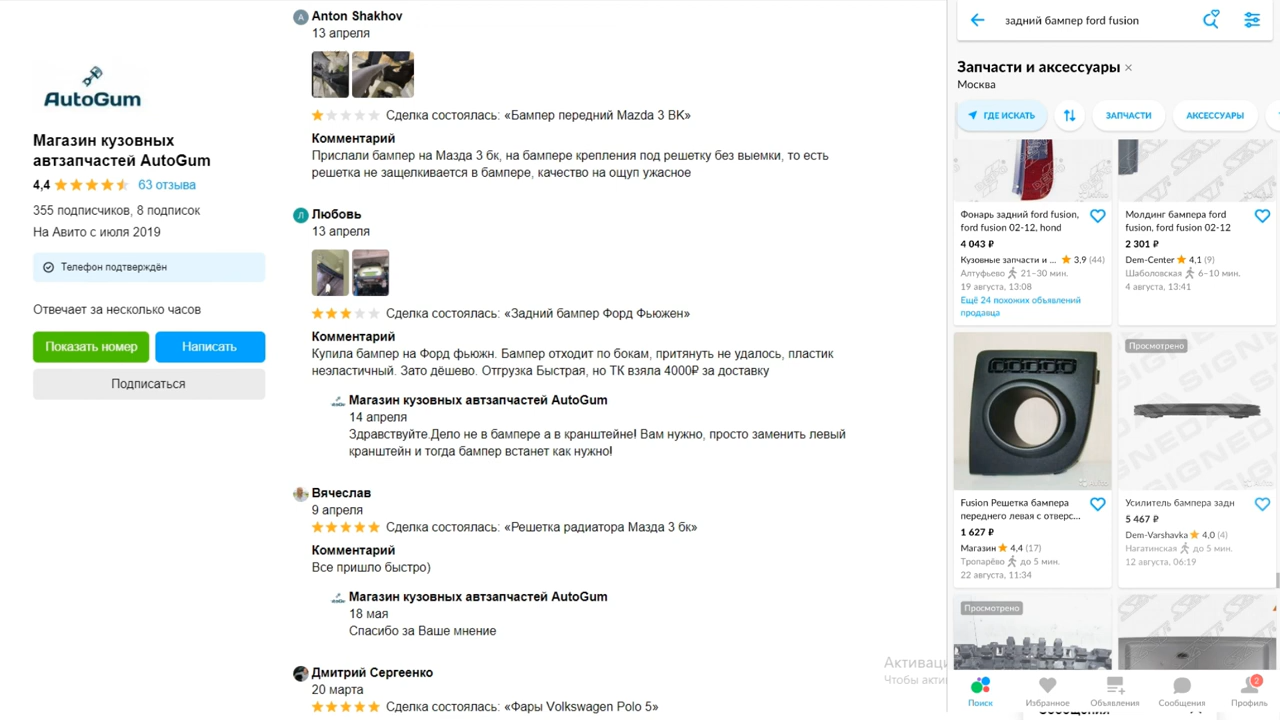 AutoGum
Магазин кузовных
автзапчастей AutoGum
4,4 63 отзыва
355 подписчиков, 8 подписок
На Авито с июля 2019
Телефон подтверждён
Отвечает за несколько часов
Показать номер
Написать
Подписаться
A Anton Shakhov
13 апреля
Сделка состоялась: «Бампер передний Mazda 3 BK»
Комментарий
Прислали бампер на Мазда 3 бк, на бампере крепления под решетку без выемки, то есть
решетка не защелкивается в бампере, качество на ощуп ужасное
Л Любовь
13 апреля
Сделка состоялась: «Задний бампер Форд Фьюжен»
Комментарий
Купила бампер на Форд фьюжн. Бампер отходит по бокам, притянуть не удалось, пластик
неэластичный. Зато дёшево. Отгрузка Быстрая, но ТК взяла 4000₽ за доставку
Магазин кузовных автзапчастей AutoGum
14 апреля
Здравствуйте.Дело не в бампере а в кранштейне! Вам нужно, просто заменить левый
кранштейн и тогда бампер встанет как нужно!
Вячеслав
9 апреля
Сделка состоялась: «Решетка радиатора Мазда 3 бк»
Комментарий
Все пришло быстро)
Магазин кузовных автзапчастей AutoGum
18 мая
Спасибо за Ваше мнение
Дмитрий Сергеенко
20 марта
Сделка состоялась: «Фары Volkswagen Polo 5»
задний бампер ford fusion
Запчасти и аксессуары ×
Москва
ГДЕ ИСКАТЬ
ЗАПЧАСТИ
АКСЕССУАРЫ
Фонарь задний ford fusion,
ford fusion 02-12, hond
4 043 ₽
Кузовные запчасти и ... 3,9 (44)
Алтуфьево 21–30 мин.
19 августа, 13:08
Ещё 24 похожих объявлений
продавца
Молдинг бампера ford
fusion, ford fusion 02-12
2 301 ₽
Dem-Center 4,1 (9)
Шаболовская 6–10 мин.
4 августа, 13:41
Fusion Решетка бампера
переднего левая с отверс...
1 627 ₽
Магазин 4,4 (17)
Тропарёво до 5 мин.
22 августа, 11:34
Просмотрено
SIGNEDA
Усилитель бампера задн
5 467 ₽
Dem-Varshavka 4,0 (4)
Нагатинская до 5 мин.
12 августа, 06:19
Просмотрено
Активаци
Чтобы акти
Поиск
Избранное
Объявления
Сообщения
2
Профиль